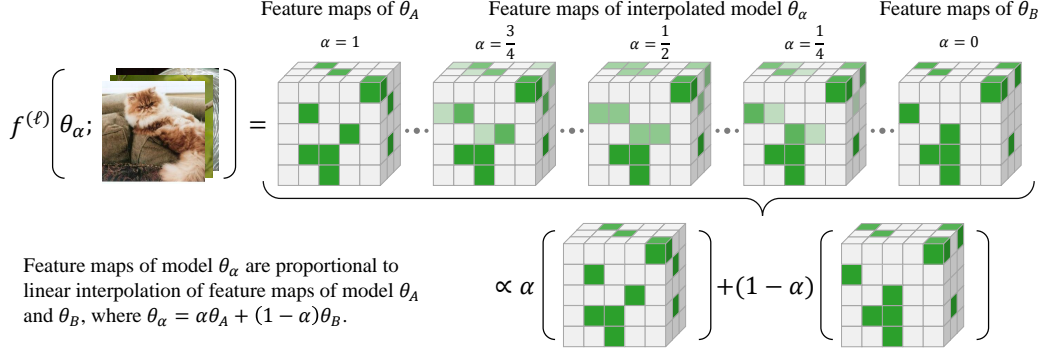 Feature maps of θ_A
Feature maps of interpolated model θ_α
Feature maps of θ_B
α = 1
α = 3/4
α = 1/2
α = 1/4
α = 0
f^(ℓ) ( θ_α; ) =
∝ α ( ) +(1 − α) ( )
Feature maps of model θ_α are proportional to
linear interpolation of feature maps of model θ_A
and θ_B, where θ_α = αθ_A + (1 − α)θ_B.